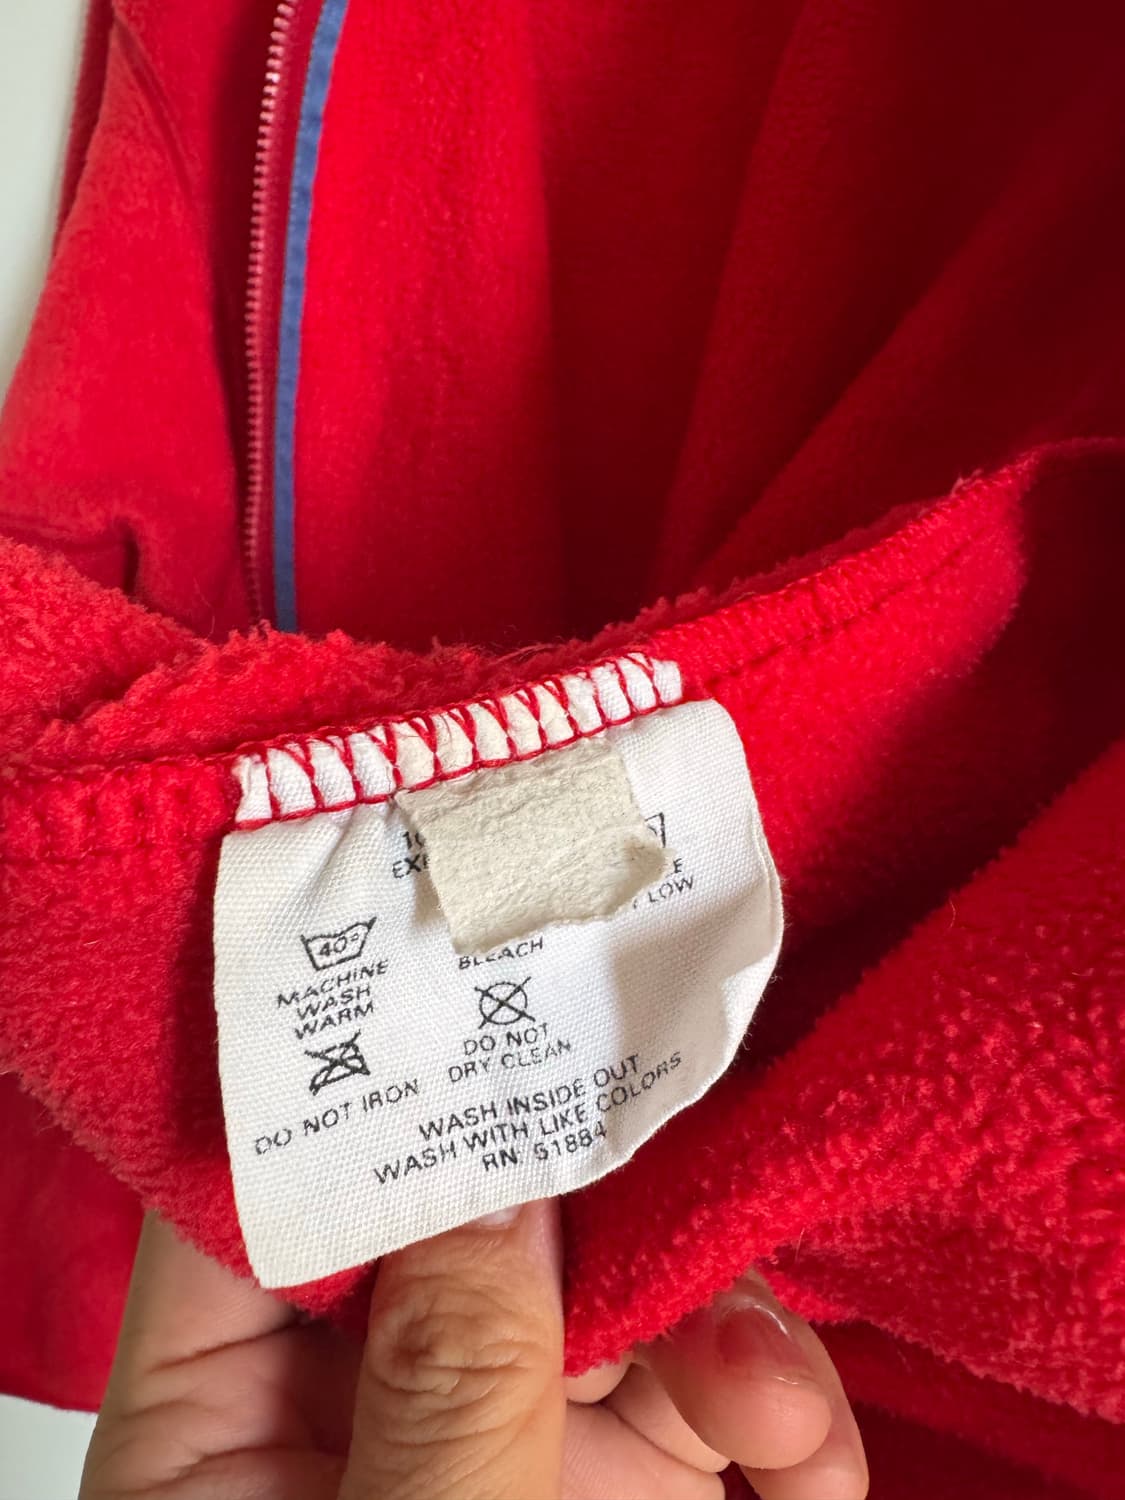 40°
MACHINE
WASH
WARM
DO NOT IRON
BLEACH
DO NOT
DRY CLEAN
LOW
WASH INSIDE OUT
WASH WITH LIKE COLORS
RN: 51884